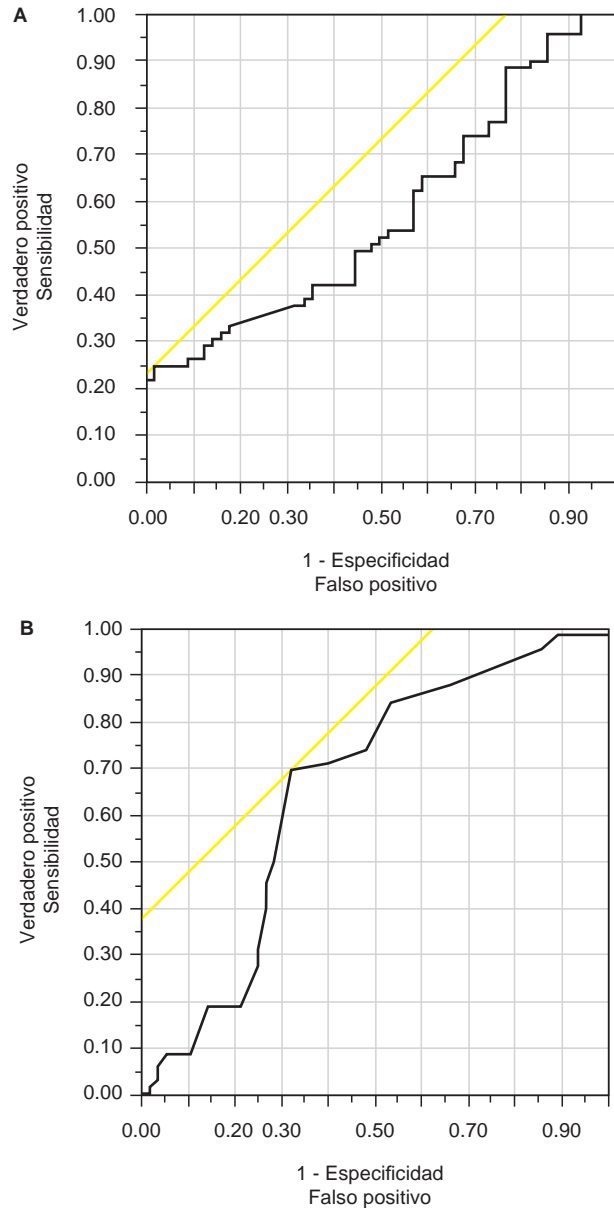 A
1.00
0.90
0.80
0.70
0.60
0.50
0.40
0.30
0.20
0.10
0.00
Verdadero positivo
Sensibilidad
0.00 0.20 0.30 0.50 0.70 0.90
1 - Especificidad
Falso positivo
B
1.00
0.90
0.80
0.70
0.60
0.50
0.40
0.30
0.20
0.10
0.00
Verdadero positivo
Sensibilidad
0.00 0.20 0.30 0.50 0.70 0.90
1 - Especificidad
Falso positivo